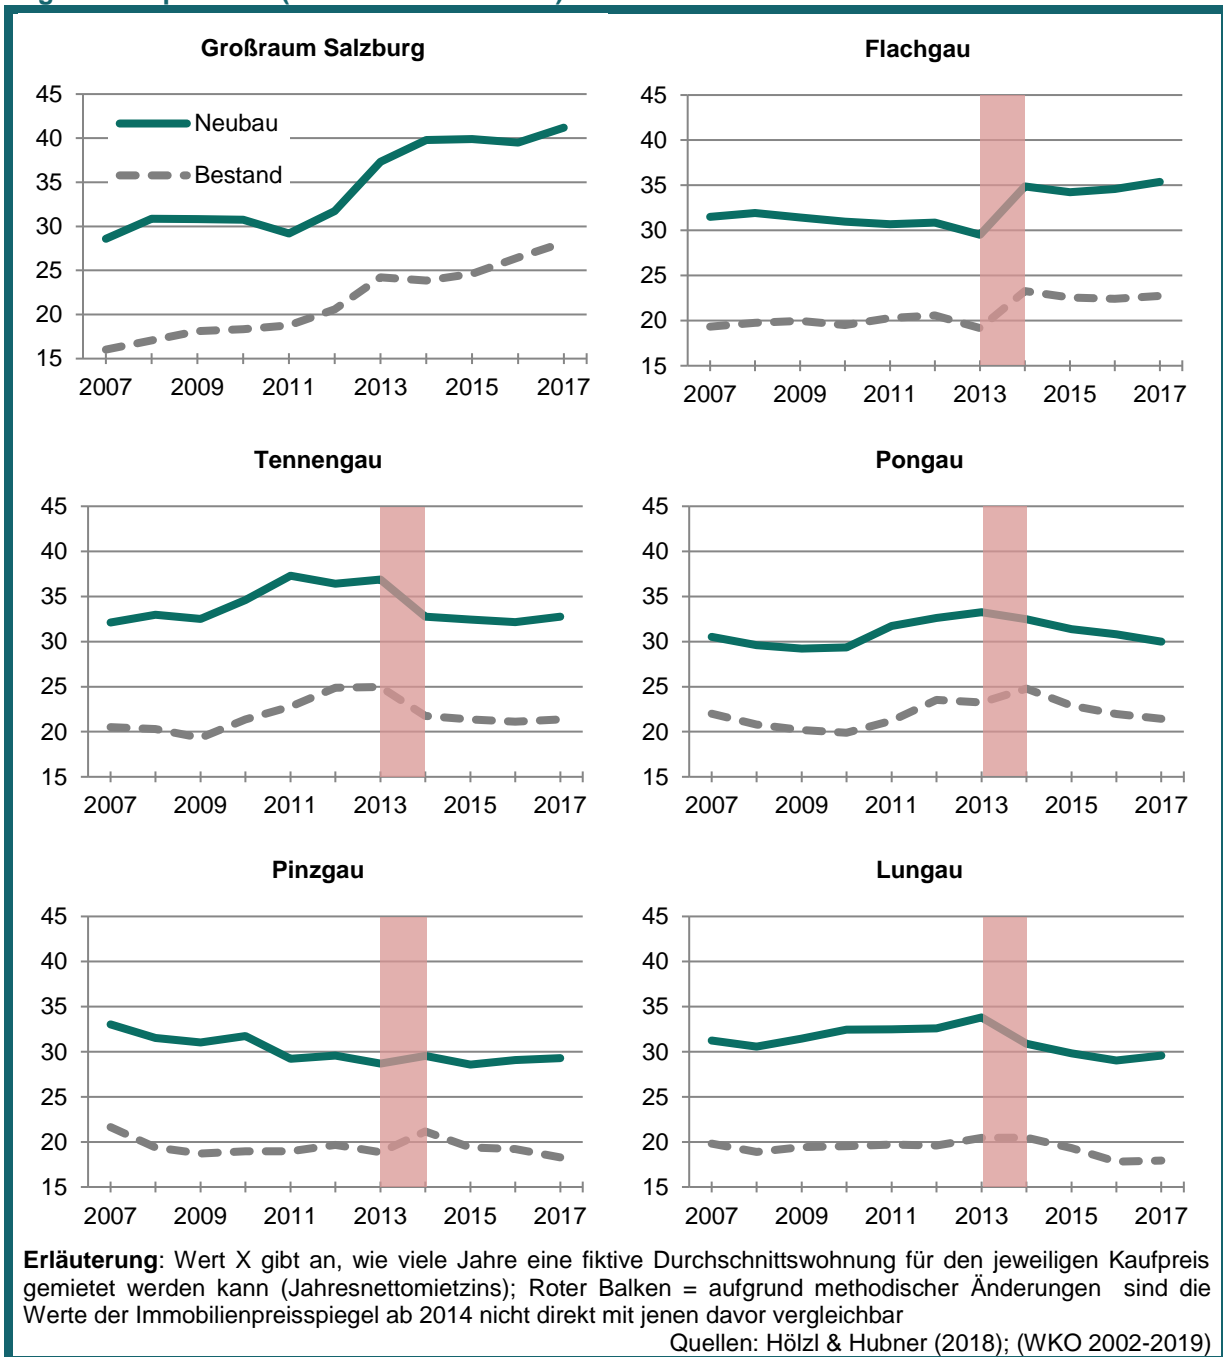 Großraum Salzburg
45
40
35
30
25
20
15
Neubau
Bestand
2007 2009 2011 2013 2015 2017
Flachgau
45
40
35
30
25
20
15
2007 2009 2011 2013 2015 2017
Tennengau
45
40
35
30
25
20
15
2007 2009 2011 2013 2015 2017
Pongau
45
40
35
30
25
20
15
2007 2009 2011 2013 2015 2017
Pinzgau
45
40
35
30
25
20
15
2007 2009 2011 2013 2015 2017
Lungau
45
40
35
30
25
20
15
2007 2009 2011 2013 2015 2017
Erläuterung: Wert X gibt an, wie viele Jahre eine fiktive Durchschnittswohnung für den jeweiligen Kaufpreis
gemietet werden kann (Jahresnettomietzins); Roter Balken = aufgrund methodischer Änderungen sind die
Werte der Immobilienpreisspiegel ab 2014 nicht direkt mit jenen davor vergleichbar
Quellen: Hölzl & Hubner (2018); (WKO 2002-2019)